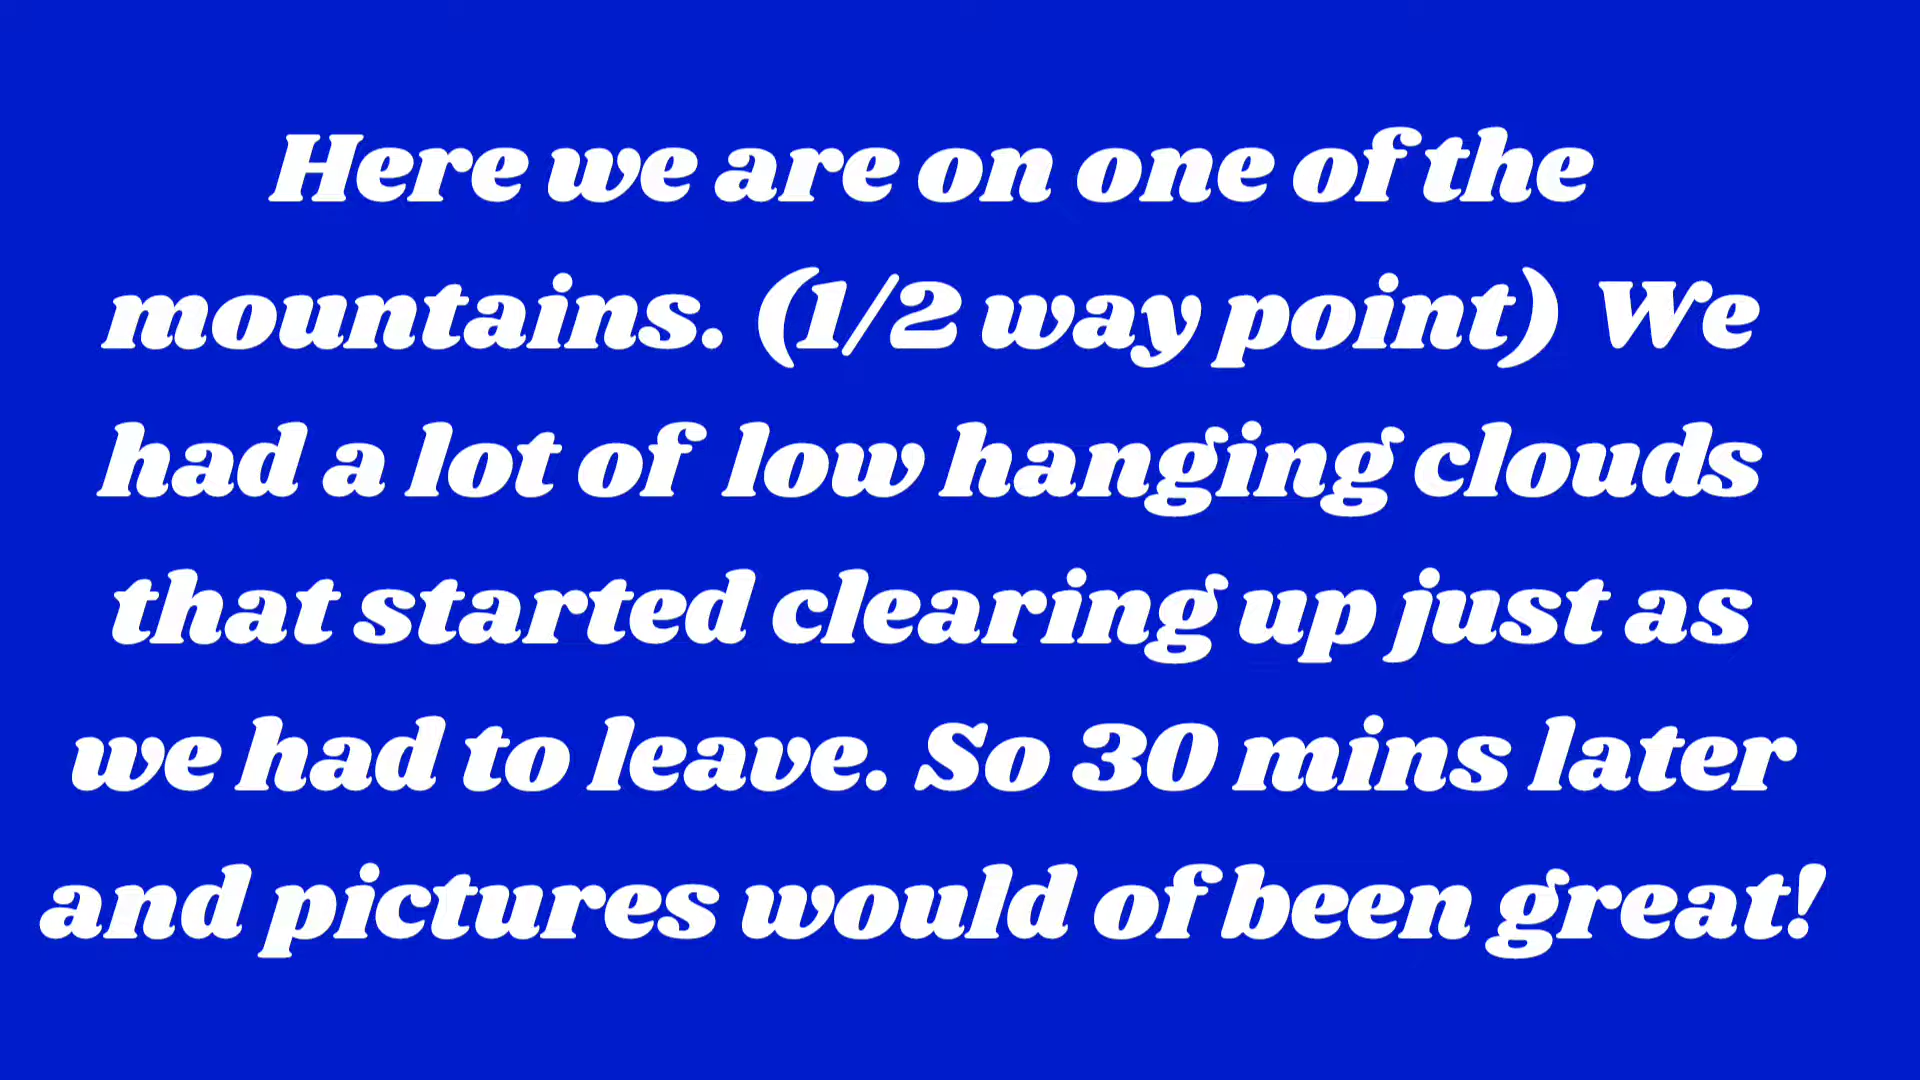 Here we are on one of the
mountains. (1/2 way point) We
had a lot of low hanging clouds
that started clearing up just as
we had to leave. So 30 mins later
and pictures would of been great!